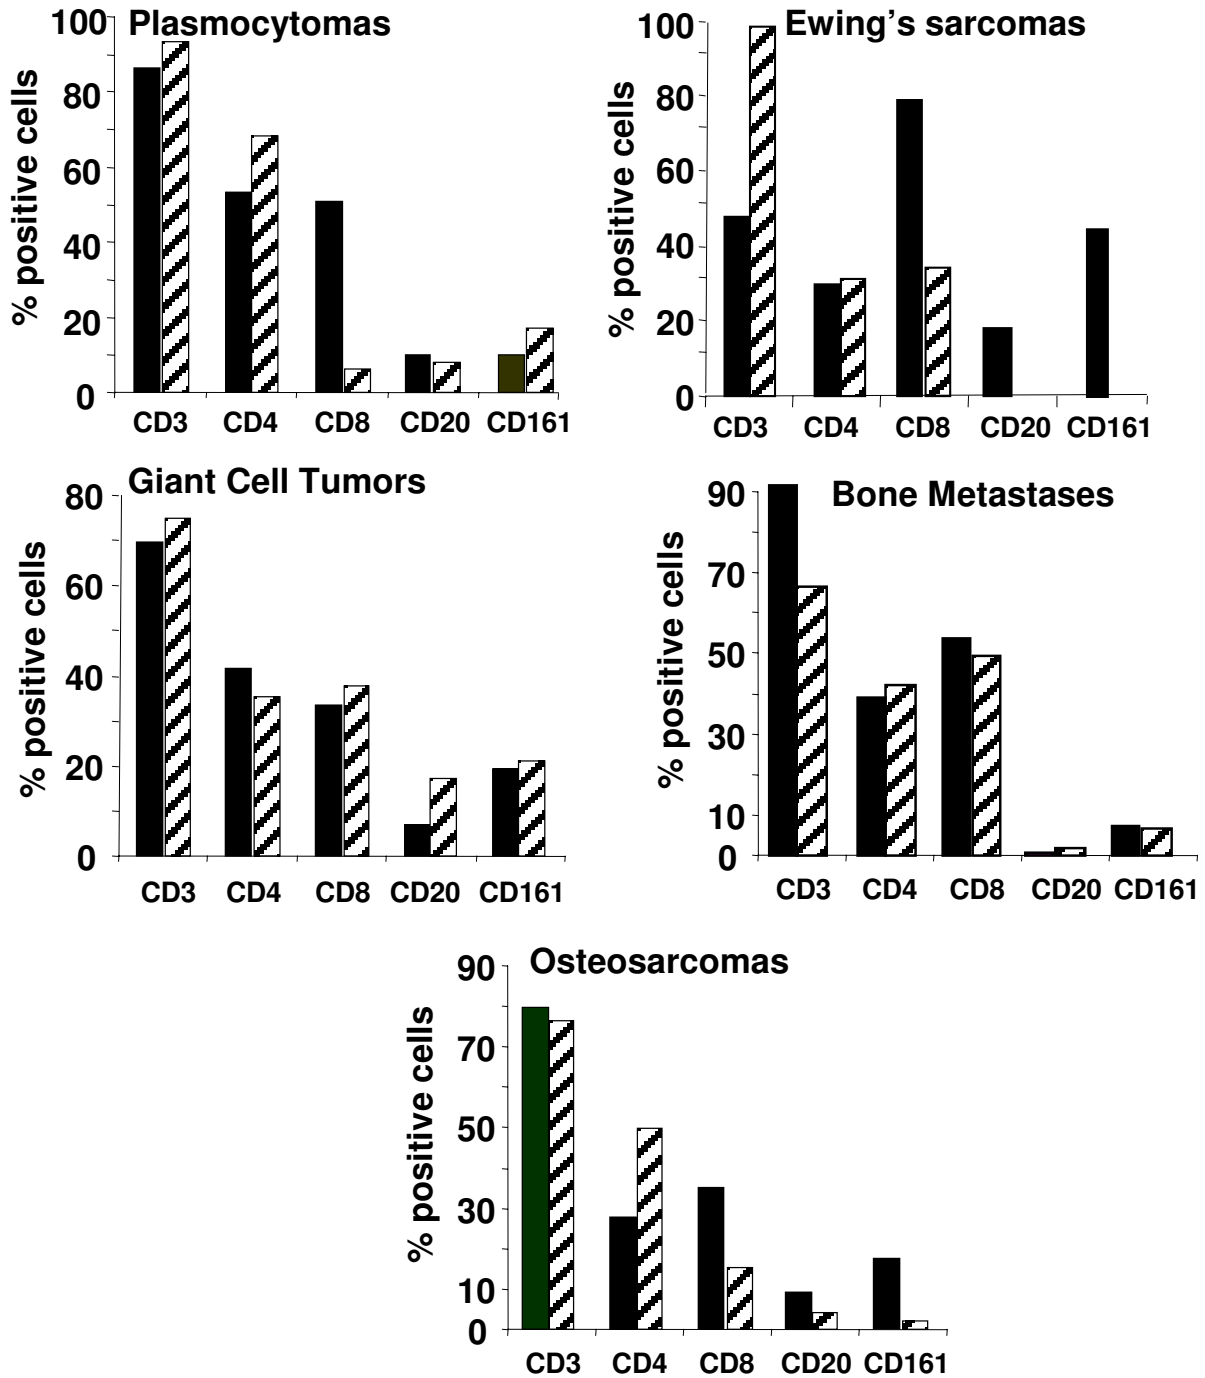 Plasmocytomas
% positive cells
100
80
60
40
20
0
CD3 CD4 CD8 CD20 CD161
Ewing's sarcomas
% positive cells
100
80
60
40
20
0
CD3 CD4 CD8 CD20 CD161
Giant Cell Tumors
% positive cells
80
60
40
20
0
CD3 CD4 CD8 CD20 CD161
Bone Metastases
% positive cells
90
70
50
30
10
0
CD3 CD4 CD8 CD20 CD161
Osteosarcomas
% positive cells
90
70
50
30
10
0
CD3 CD4 CD8 CD20 CD161